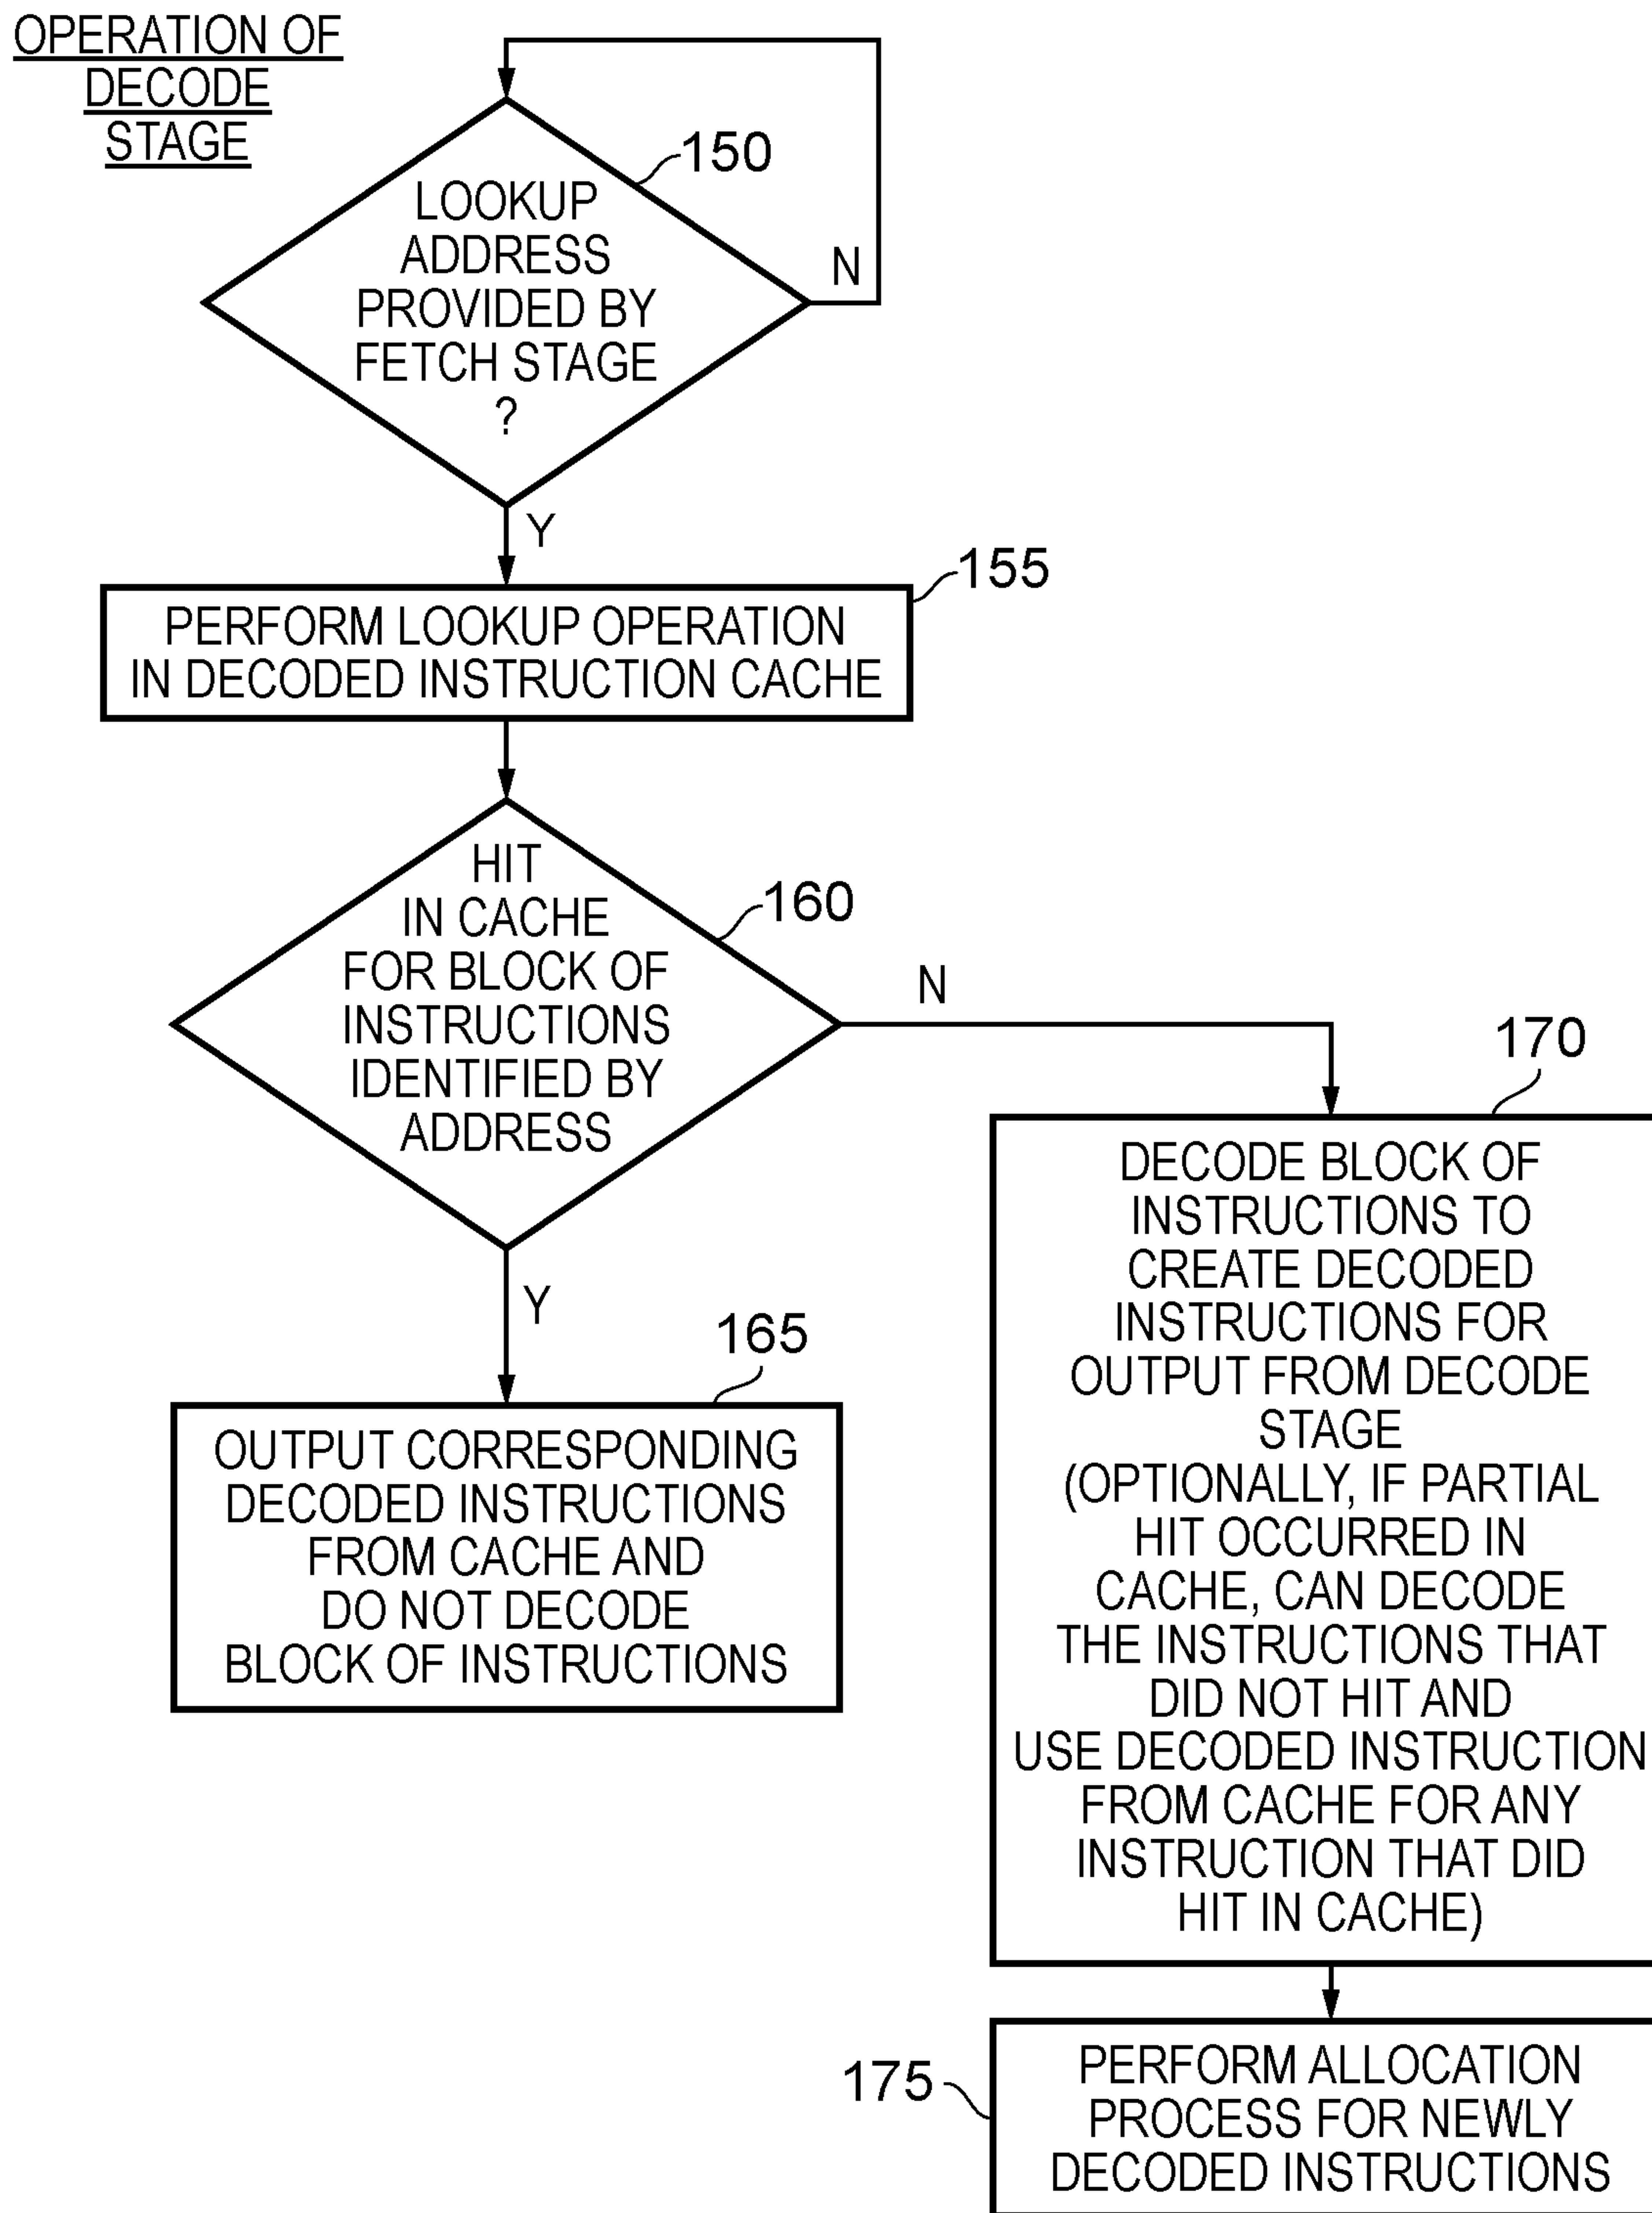 OPERATION OF
DECODE
STAGE
150
LOOKUP
ADDRESS
PROVIDED BY
FETCH STAGE
?
N
Y
155
PERFORM LOOKUP OPERATION
IN DECODED INSTRUCTION CACHE
160
HIT
IN CACHE
FOR BLOCK OF
INSTRUCTIONS
IDENTIFIED BY
ADDRESS
N
Y
165
OUTPUT CORRESPONDING
DECODED INSTRUCTIONS
FROM CACHE AND
DO NOT DECODE
BLOCK OF INSTRUCTIONS
170
DECODE BLOCK OF
INSTRUCTIONS TO
CREATE DECODED
INSTRUCTIONS FOR
OUTPUT FROM DECODE
STAGE
(OPTIONALLY, IF PARTIAL
HIT OCCURRED IN
CACHE, CAN DECODE
THE INSTRUCTIONS THAT
DID NOT HIT AND
USE DECODED INSTRUCTION
FROM CACHE FOR ANY
INSTRUCTION THAT DID
HIT IN CACHE)
175
PERFORM ALLOCATION
PROCESS FOR NEWLY
DECODED INSTRUCTIONS